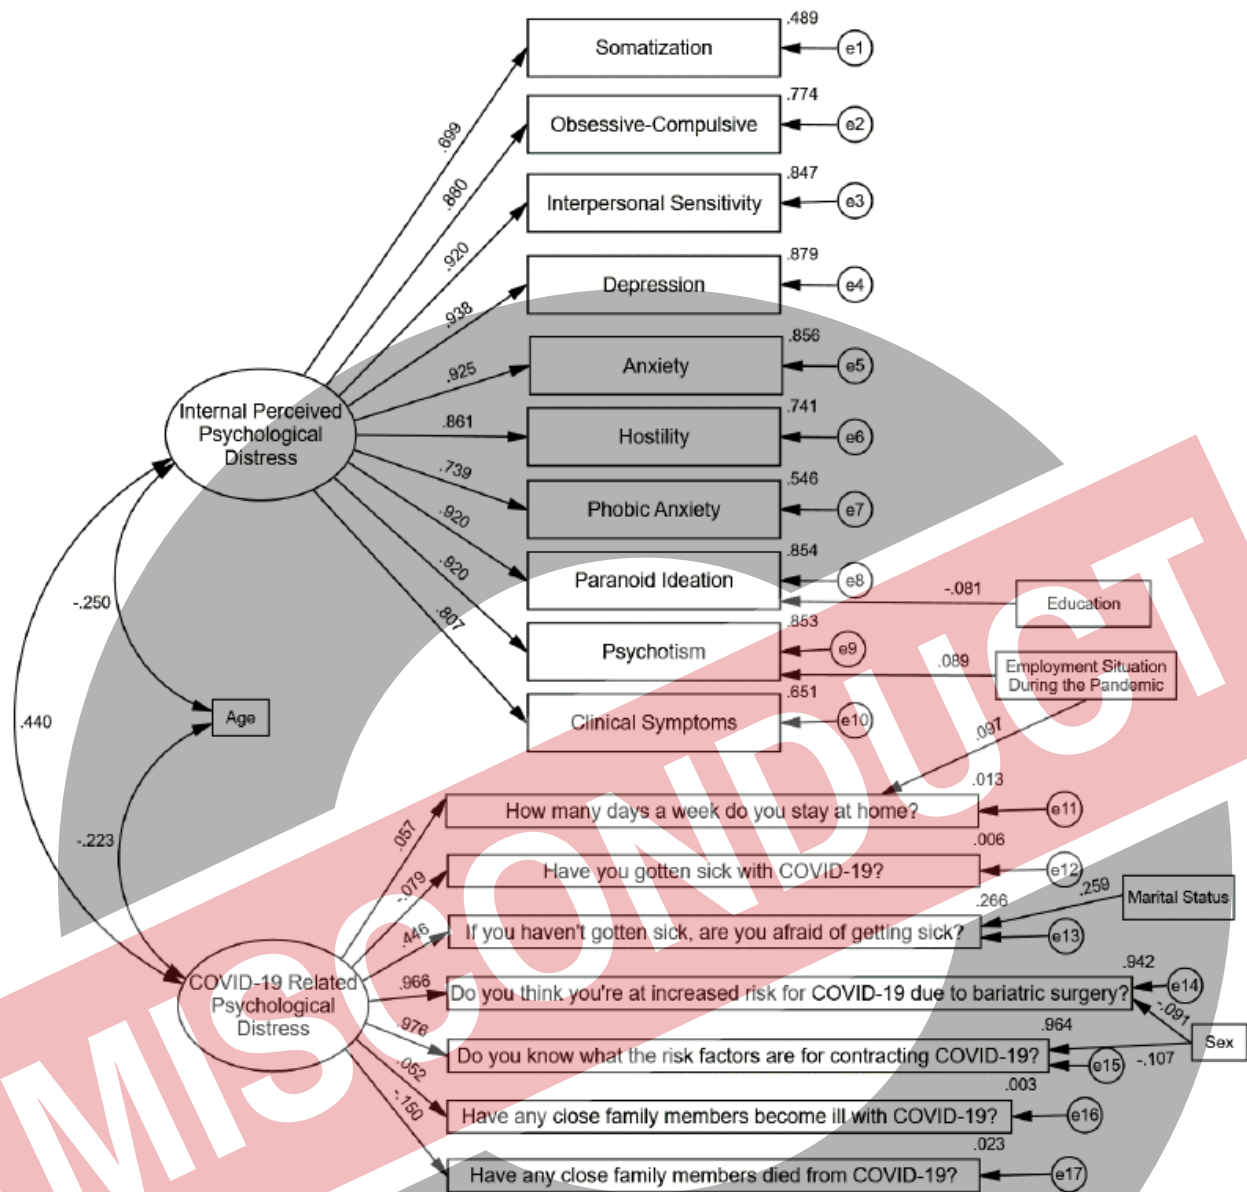 .489
Somatization
e1
.699
.774
Obsessive-Compulsive
e2
.880
.847
Interpersonal Sensitivity
e3
.920
.879
Depression
e4
.938
.856
Anxiety
e5
.925
.741
Hostility
e6
.861
Internal Perceived
Psychological
Distress
.546
Phobic Anxiety
e7
.739
.854
Paranoid Ideation
e8
.920
-.081
Education
.853
Psychotism
e9
.920
.089
Employment Situation
During the Pandemic
.651
Clinical Symptoms
e10
.807
-.250
.440
Age
-.223
.097
.013
How many days a week do you stay at home?
e11
.057
.006
Have you gotten sick with COVID-19?
e12
-.079
.266
.259
Marital Status
If you haven't gotten sick, are you afraid of getting sick?
e13
.446
COVID-19 Related
Psychological
Distress
.942
.966
Do you think you're at increased risk for COVID-19 due to bariatric surgery?
e14
-.091
.964
.976
Do you know what the risk factors are for contracting COVID-19?
e15
-.107
Sex
.003
.052
Have any close family members become ill with COVID-19?
e16
.023
-.150
Have any close family members died from COVID-19?
e17
MISCONDUCT